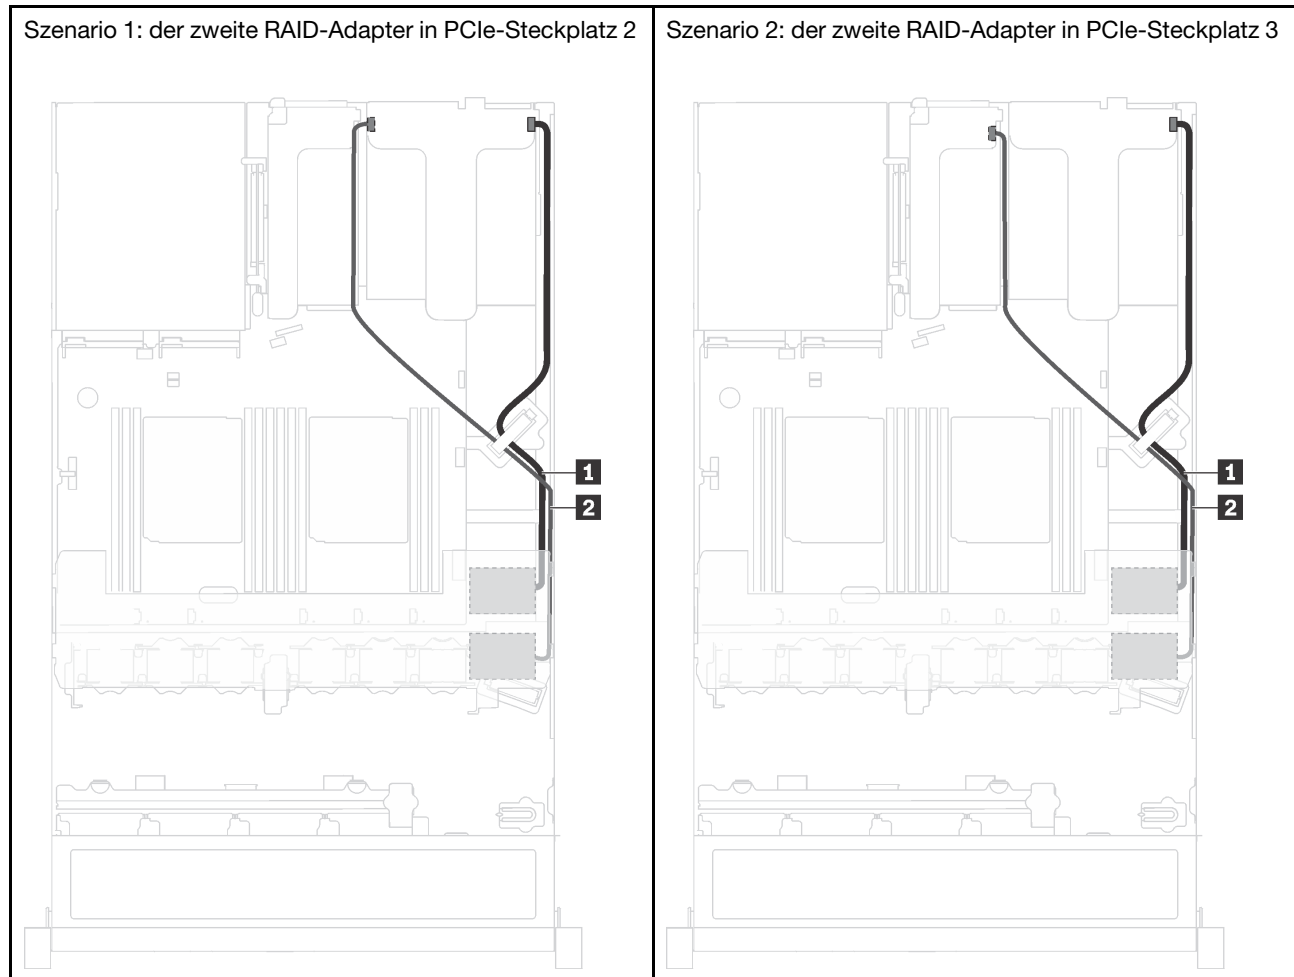 Szenario 1: der zweite RAID-Adapter in PCIe-Steckplatz 2
Szenario 2: der zweite RAID-Adapter in PCIe-Steckplatz 3
1
2
1
2